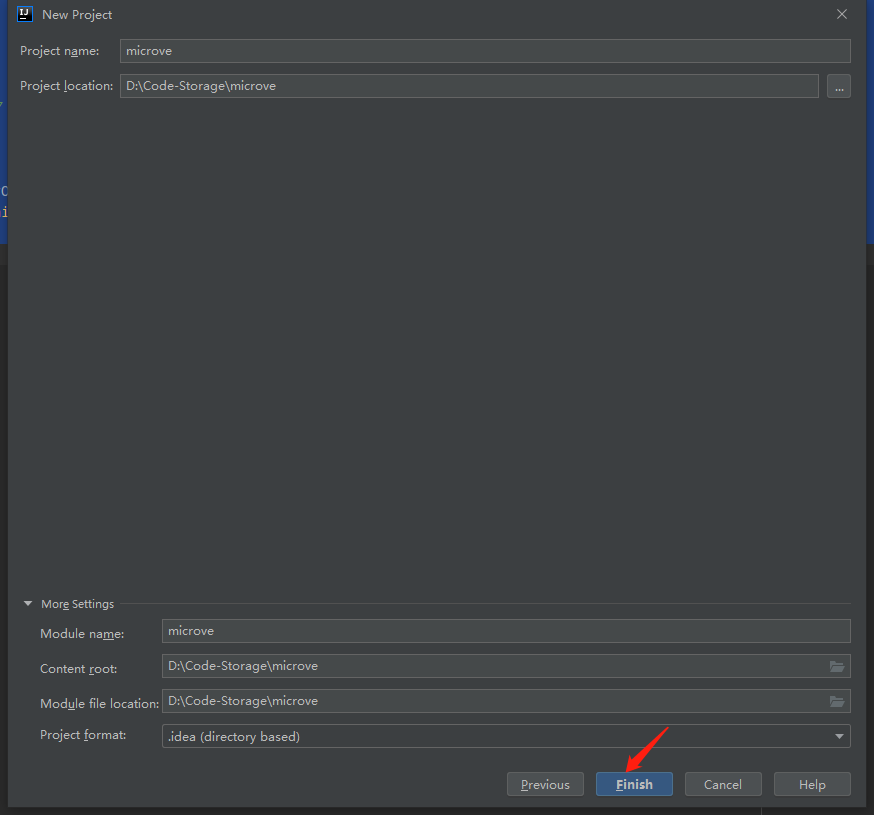 New Project
Project name: microve
Project location: D:\Code-Storage\microve ...
More Settings
Module name: microve
Content root: D:\Code-Storage\microve
Module file location: D:\Code-Storage\microve
Project format: .idea (directory based)
Previous Finish Cancel Help